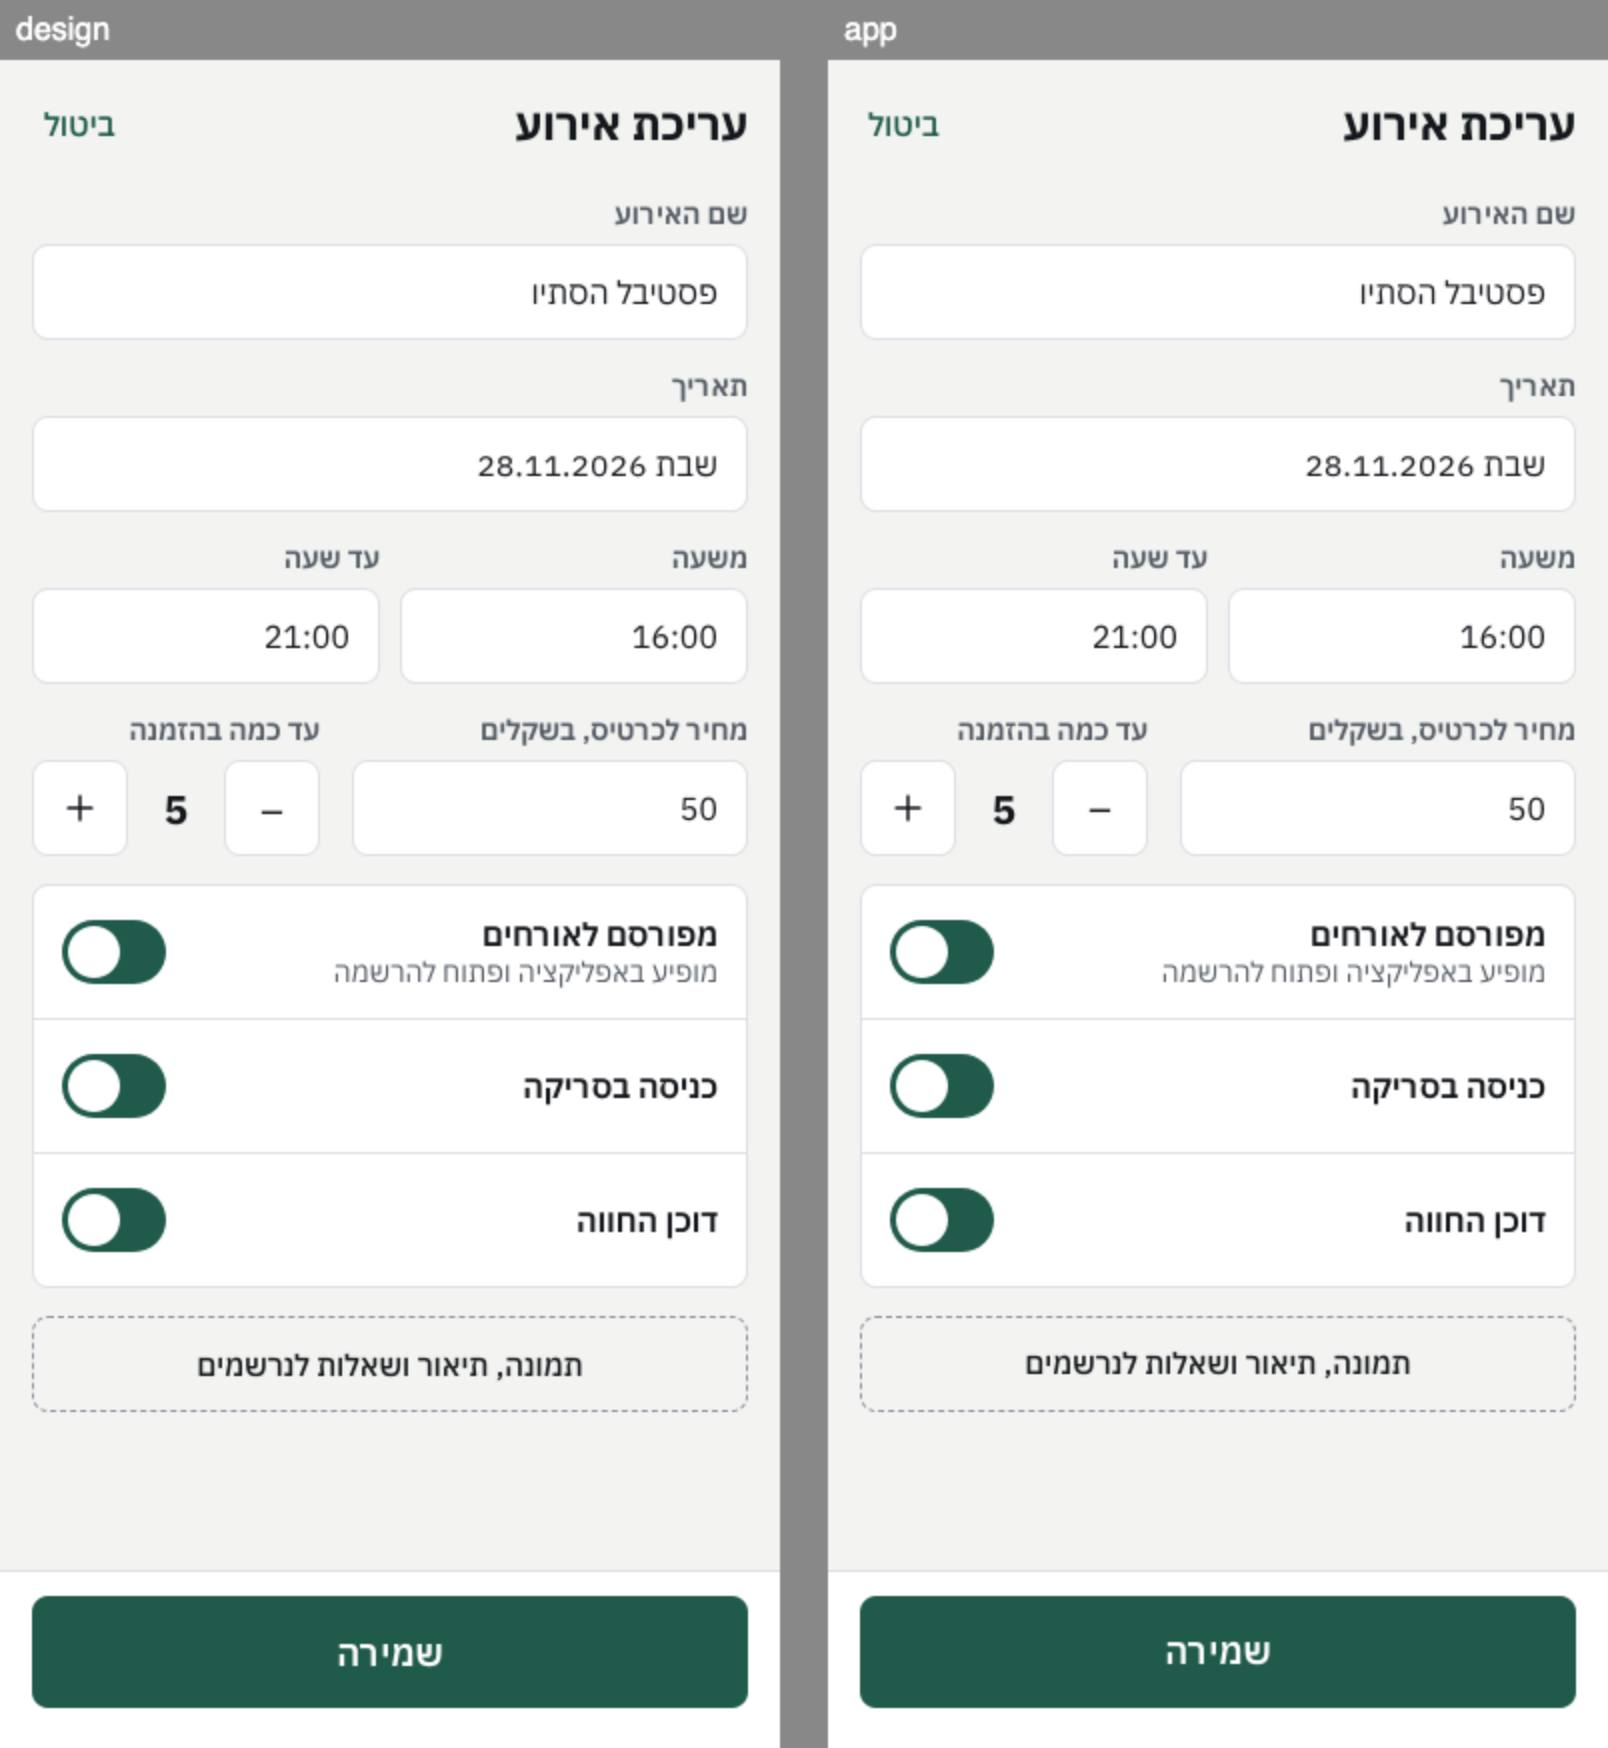 design
עריכת אירוע
ביטול
שם האירוע
פסטיבל הסתיו
תאריך
שבת 28.11.2026
משעה
עד שעה
16:00
21:00
מחיר לכרטיס, בשקלים
עד כמה בהזמנה
50
− 5 +
מפורסם לאורחים
מופיע באפליקציה ופתוח להרשמה
כניסה בסריקה
דוכן החווה
תמונה, תיאור ושאלות לנרשמים
שמירה
app
עריכת אירוע
ביטול
שם האירוע
פסטיבל הסתיו
תאריך
שבת 28.11.2026
משעה
עד שעה
16:00
21:00
מחיר לכרטיס, בשקלים
עד כמה בהזמנה
50
− 5 +
מפורסם לאורחים
מופיע באפליקציה ופתוח להרשמה
כניסה בסריקה
דוכן החווה
תמונה, תיאור ושאלות לנרשמים
שמירה